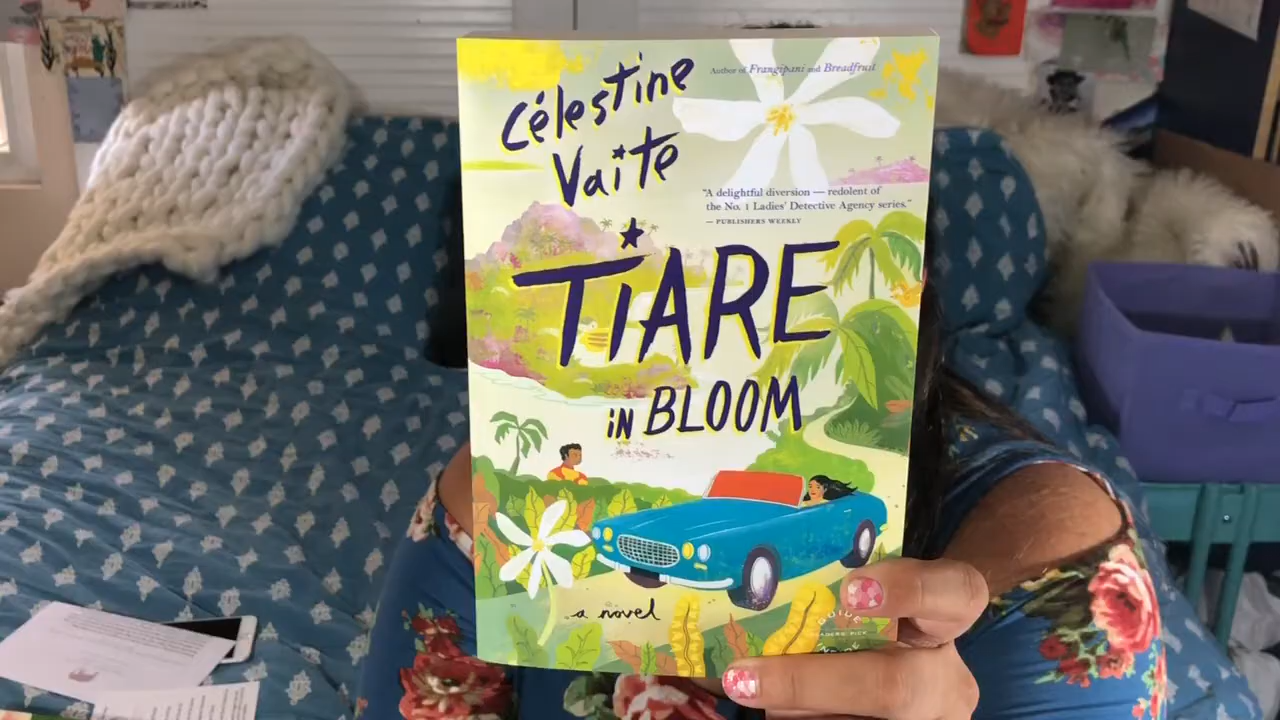 Célestine
Vaite
Author of Frangipani and Breadfruit
"A delightful diversion — redolent of
the No. 1 Ladies' Detective Agency series."
— PUBLISHERS WEEKLY
TiARE
iN BLOOM
a novel